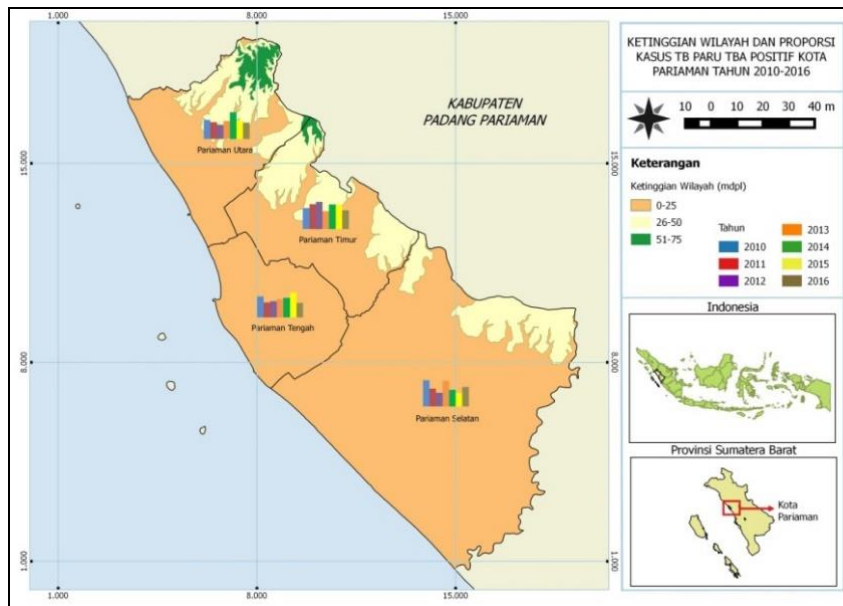 1.000 8.000 15.000
KETINGGIAN WILAYAH DAN PROPORSI
KASUS TB PARU TBA POSITIF KOTA
PARIAMAN TAHUN 2010-2016
10 0 10 20 30 40 m
KABUPATEN
PADANG PARIAMAN
Pariaman Utara
15.000 15.000
Pariaman Timur
Pariaman Tengah
8.000 8.000
Pariaman Selatan
1.000 1.000
1.000 8.000 15.000
Keterangan
Ketinggian Wilayah (mdpl)
0-25
26-50
51-75
Tahun
2010
2011
2012
2013
2014
2015
2016
Indonesia
Provinsi Sumatera Barat
Kota
Pariaman